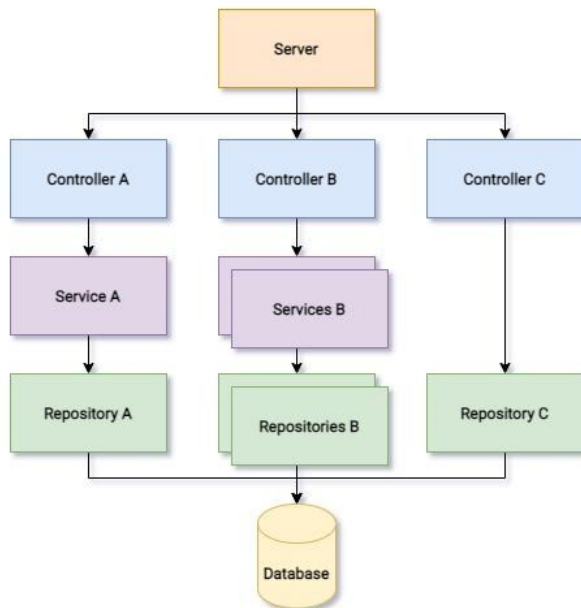 Server
Controller A
Controller B
Controller C
Service A
Services B
Repository A
Repositories B
Repository C
Database